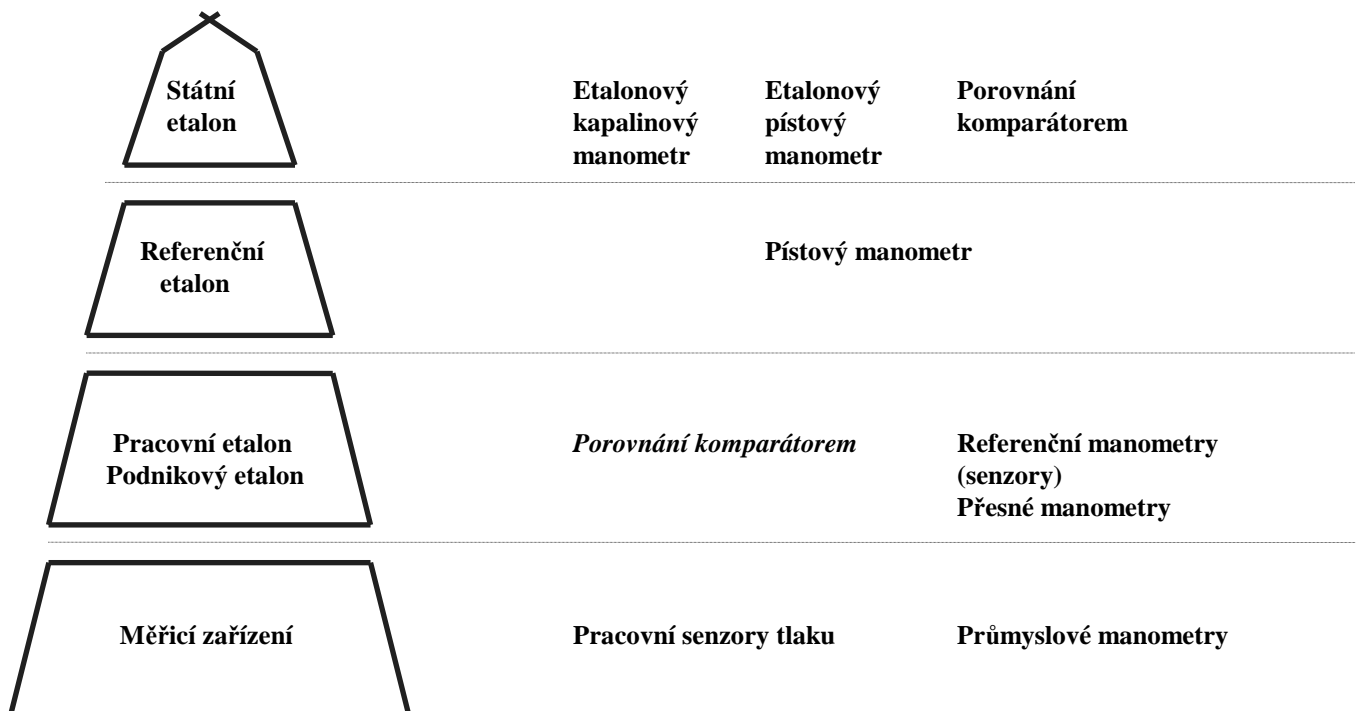 Státní
etalon
Etalonový
kapalinový
manometr
Etalonový
pístový
manometr
Porovnání
komparátorem
Referenční
etalon
Pístový manometr
Pracovní etalon
Podnikový etalon
Porovnání komparátorem
Referenční manometry
(senzory)
Přesné manometry
Měřicí zařízení
Pracovní senzory tlaku
Průmyslové manometry